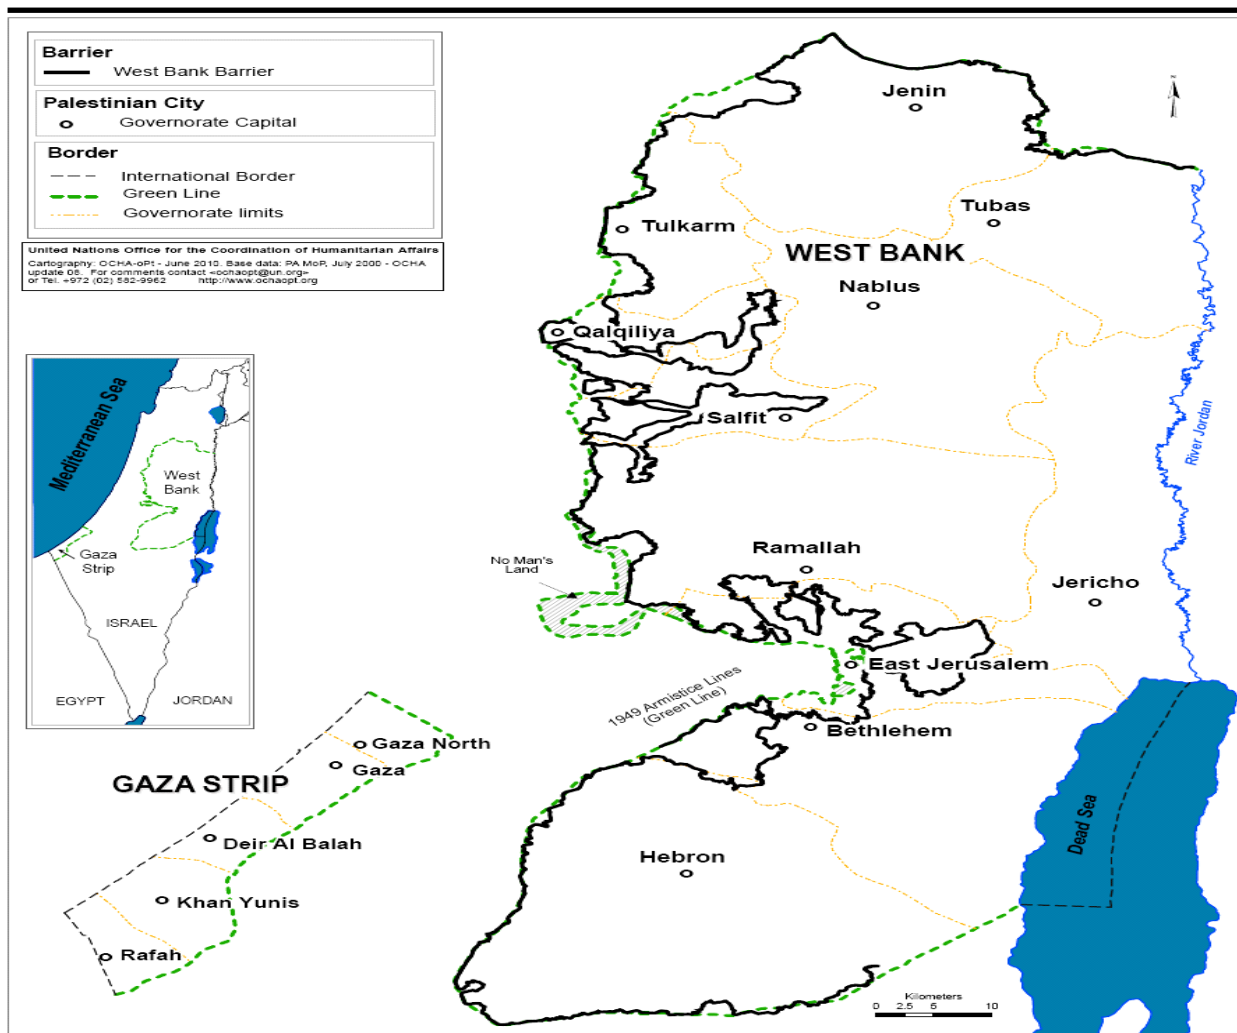 Barrier
West Bank Barrier
Palestinian City
Governorate Capital
Border
International Border
Green Line
Governorate limits
United Nations Office for the Coordination of Humanitarian Affairs
Cartography: OCHA-oPt - June 2010. Base data: PA MoP, July 2000 - OCHA
update 08. For comments contact <ochaopt@un.org>
or Tel. +972 (02) 582-9962 http://www.ochaopt.org
N
Jenin
Tubas
Tulkarm
WEST BANK
Nablus
Qalqiliya
Salfit
River Jordan
Mediterranean Sea
West
Bank
Gaza
Strip
ISRAEL
EGYPT
JORDAN
No Man's
Land
Ramallah
Jericho
East Jerusalem
1949 Armistice Lines
(Green Line)
Bethlehem
Gaza North
Gaza
GAZA STRIP
Deir Al Balah
Khan Yunis
Rafah
Hebron
Dead Sea
Kilometers
0 2.5 5 10